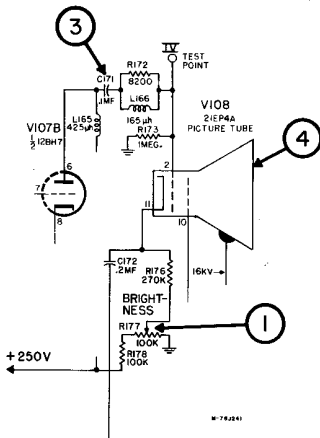 3
IV
TEST
POINT
C171
.1MF
R172
8200
L166
165 µh
R173
1MEG.
L165
425µh
V107B
½ 12BH7
6
7
8
V108
21EP4A
PICTURE TUBE
4
2
11
10
16KV
C172
.2MF
R176
270K
BRIGHT-
NESS
R177
100K
1
R178
100K
+250V